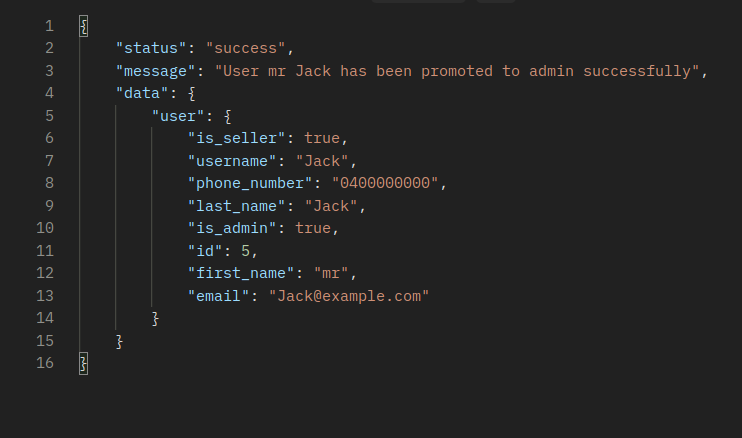 1 {
2 "status": "success",
3 "message": "User mr Jack has been promoted to admin successfully",
4 "data": {
5 "user": {
6 "is_seller": true,
7 "username": "Jack",
8 "phone_number": "0400000000",
9 "last_name": "Jack",
10 "is_admin": true,
11 "id": 5,
12 "first_name": "mr",
13 "email": "Jack@example.com"
14 }
15 }
16 }